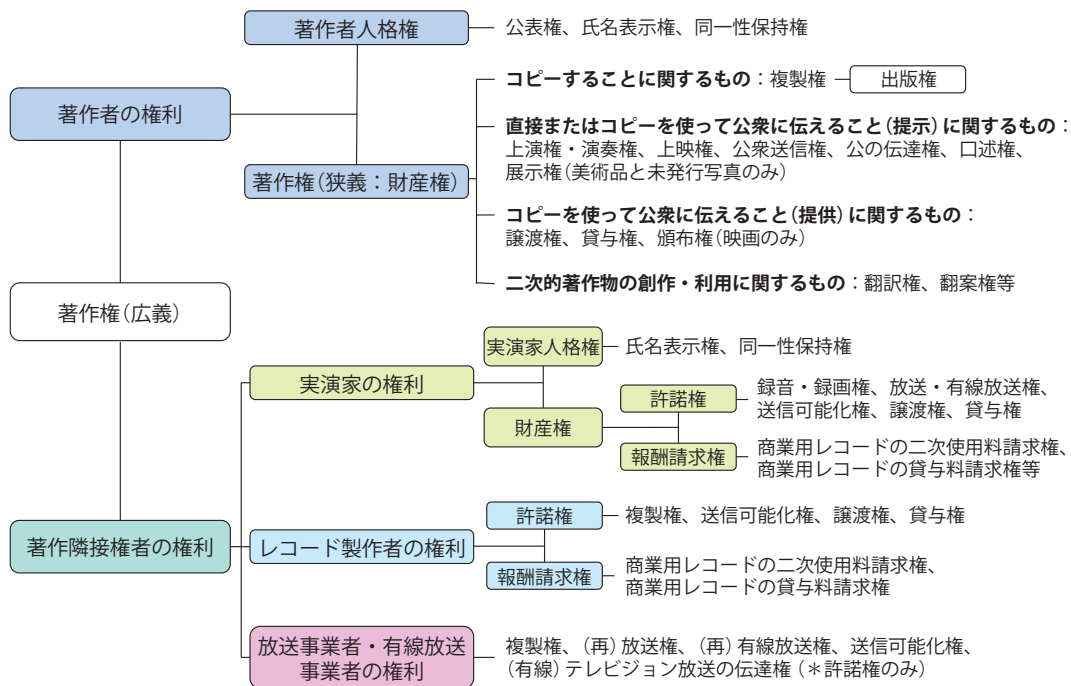 著作者人格権
公表権、氏名表示権、同一性保持権
著作者の権利
コピーすることに関するもの：複製権
出版権
直接またはコピーを使って公衆に伝えること（提示）に関するもの：
上演権・演奏権、上映権、公衆送信権、公の伝達権、口述権、
展示権（美術品と未発行写真のみ）
著作権（狭義：財産権）
コピーを使って公衆に伝えること（提供）に関するもの：
譲渡権、貸与権、頒布権（映画のみ）
二次的著作物の創作・利用に関するもの：翻訳権、翻案権等
著作権（広義）
実演家の権利
実演家人格権
氏名表示権、同一性保持権
財産権
許諾権
録音・録画権、放送・有線放送権、
送信可能化権、譲渡権、貸与権
報酬請求権
商業用レコードの二次使用料請求権、
商業用レコードの貸与料請求権等
著作隣接権者の権利
レコード製作者の権利
許諾権
複製権、送信可能化権、譲渡権、貸与権
報酬請求権
商業用レコードの二次使用料請求権、
商業用レコードの貸与料請求権
放送事業者・有線放送
事業者の権利
複製権、（再）放送権、（再）有線放送権、送信可能化権、
（有線）テレビジョン放送の伝達権（＊許諾権のみ）